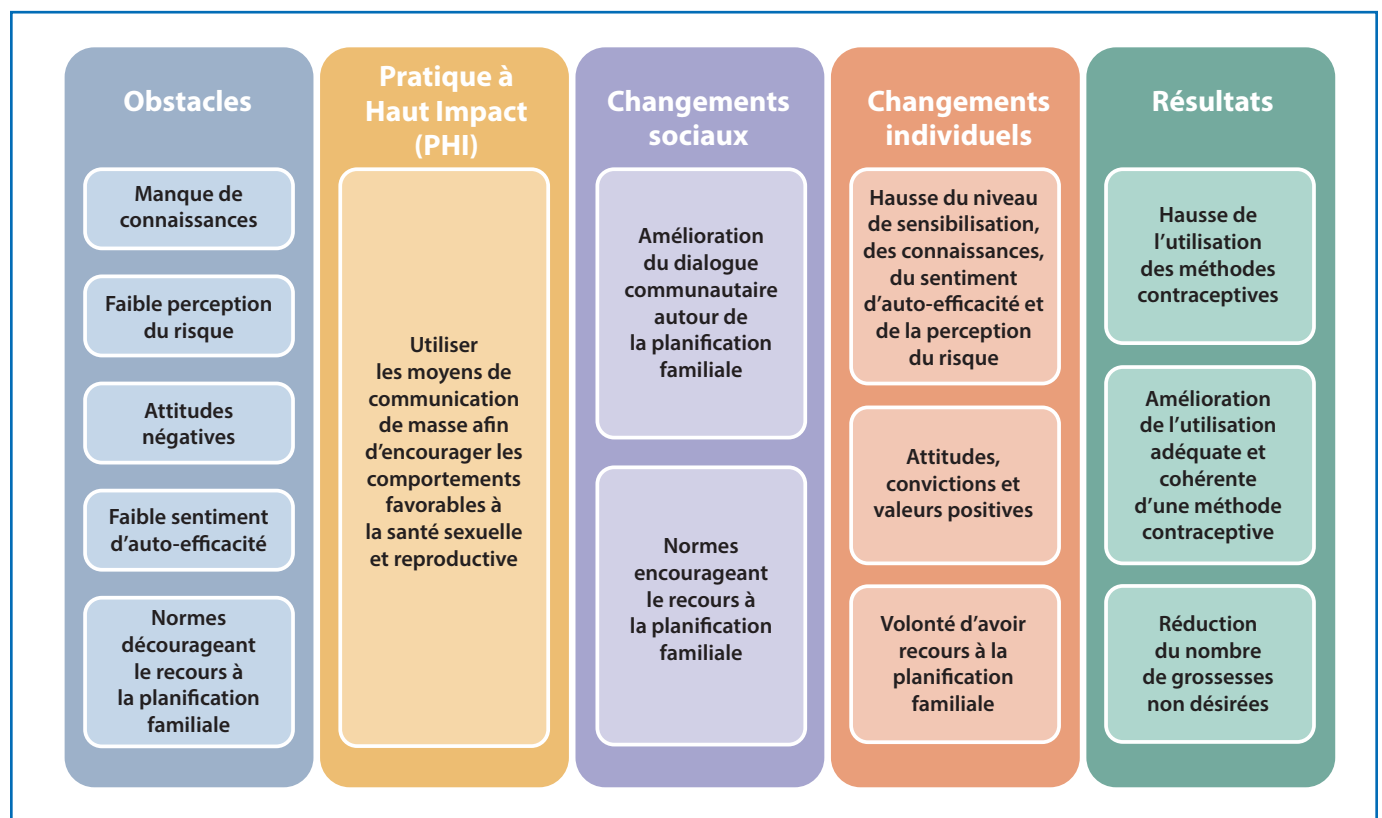 Obstacles
Manque de
connaissances
Faible perception
du risque
Attitudes
négatives
Faible sentiment
d’auto-efficacité
Normes
décourageant
le recours à
la planification
familiale
Pratique à
Haut Impact
(PHI)
Utiliser
les moyens de
communication
de masse afin
d’encourager les
comportements
favorables à
la santé sexuelle
et reproductive
Changements
sociaux
Amélioration
du dialogue
communautaire
autour de
la planification
familiale
Normes
encourageant
le recours à
la planification
familiale
Changements
individuels
Hausse du niveau
de sensibilisation,
des connaissances,
du sentiment
d’auto-efficacité et
de la perception
du risque
Attitudes,
convictions et
valeurs positives
Volonté d’avoir
recours à la
planification
familiale
Résultats
Hausse de
l’utilisation
des méthodes
contraceptives
Amélioration
de l’utilisation
adéquate et
cohérente
d’une méthode
contraceptive
Réduction
du nombre
de grossesses
non désirées